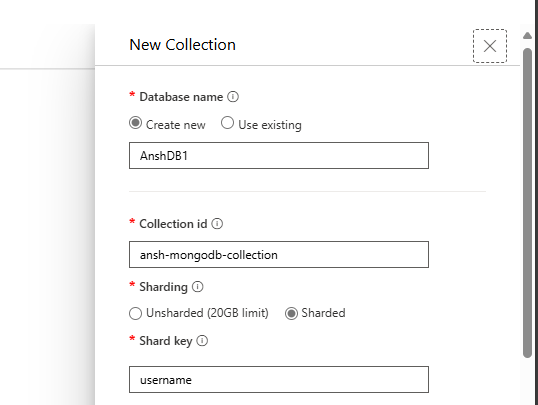 New Collection
* Database name
Create new Use existing
AnshDB1
* Collection id
ansh-mongodb-collection
* Sharding
Unsharded (20GB limit) Sharded
* Shard key
username